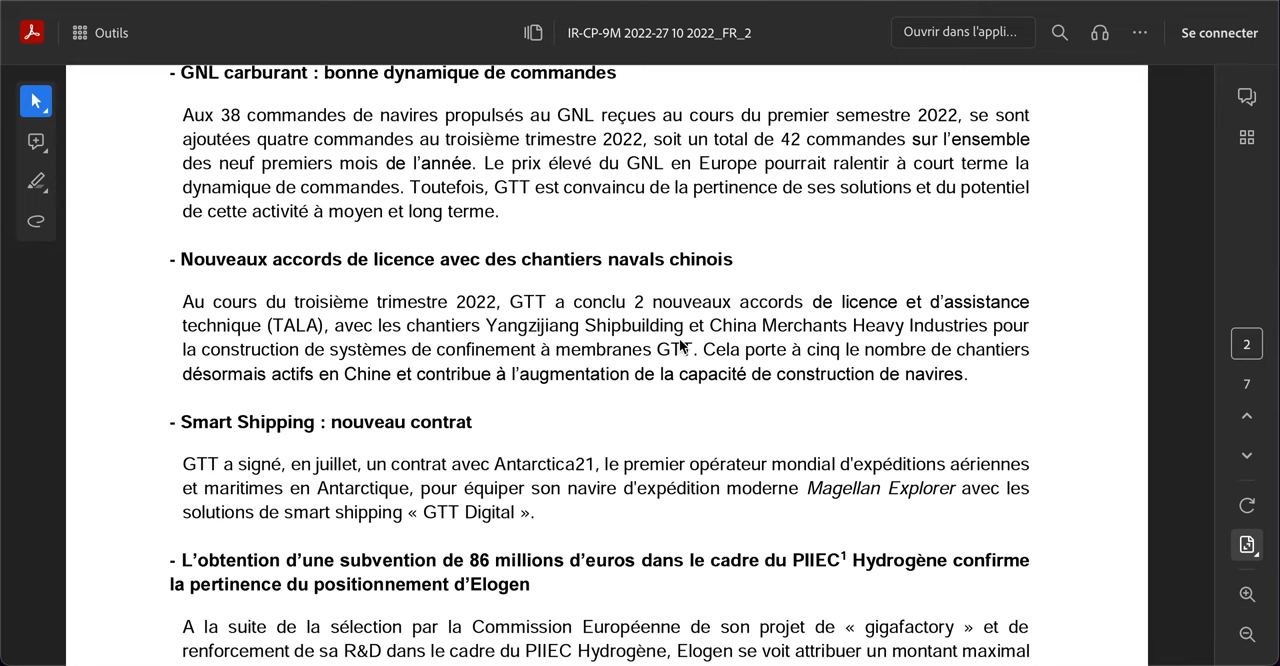 Outils
IR-CP-9M 2022-27 10 2022_FR_2
Ouvrir dans l'appli...
Se connecter
- GNL carburant : bonne dynamique de commandes
Aux 38 commandes de navires propulsés au GNL reçues au cours du premier semestre 2022, se sont
ajoutées quatre commandes au troisième trimestre 2022, soit un total de 42 commandes sur l'ensemble
des neuf premiers mois de l'année. Le prix élevé du GNL en Europe pourrait ralentir à court terme la
dynamique de commandes. Toutefois, GTT est convaincu de la pertinence de ses solutions et du potentiel
de cette activité à moyen et long terme.
- Nouveaux accords de licence avec des chantiers navals chinois
Au cours du troisième trimestre 2022, GTT a conclu 2 nouveaux accords de licence et d'assistance
technique (TALA), avec les chantiers Yangzijiang Shipbuilding et China Merchants Heavy Industries pour
la construction de systèmes de confinement à membranes GTT. Cela porte à cinq le nombre de chantiers
désormais actifs en Chine et contribue à l'augmentation de la capacité de construction de navires.
- Smart Shipping : nouveau contrat
GTT a signé, en juillet, un contrat avec Antarctica21, le premier opérateur mondial d'expéditions aériennes
et maritimes en Antarctique, pour équiper son navire d'expédition moderne Magellan Explorer avec les
solutions de smart shipping « GTT Digital ».
- L'obtention d'une subvention de 86 millions d'euros dans le cadre du PIIEC1 Hydrogène confirme
la pertinence du positionnement d'Elogen
A la suite de la sélection par la Commission Européenne de son projet de « gigafactory » et de
renforcement de sa R&D dans le cadre du PIIEC Hydrogène, Elogen se voit attribuer un montant maximal
2
7